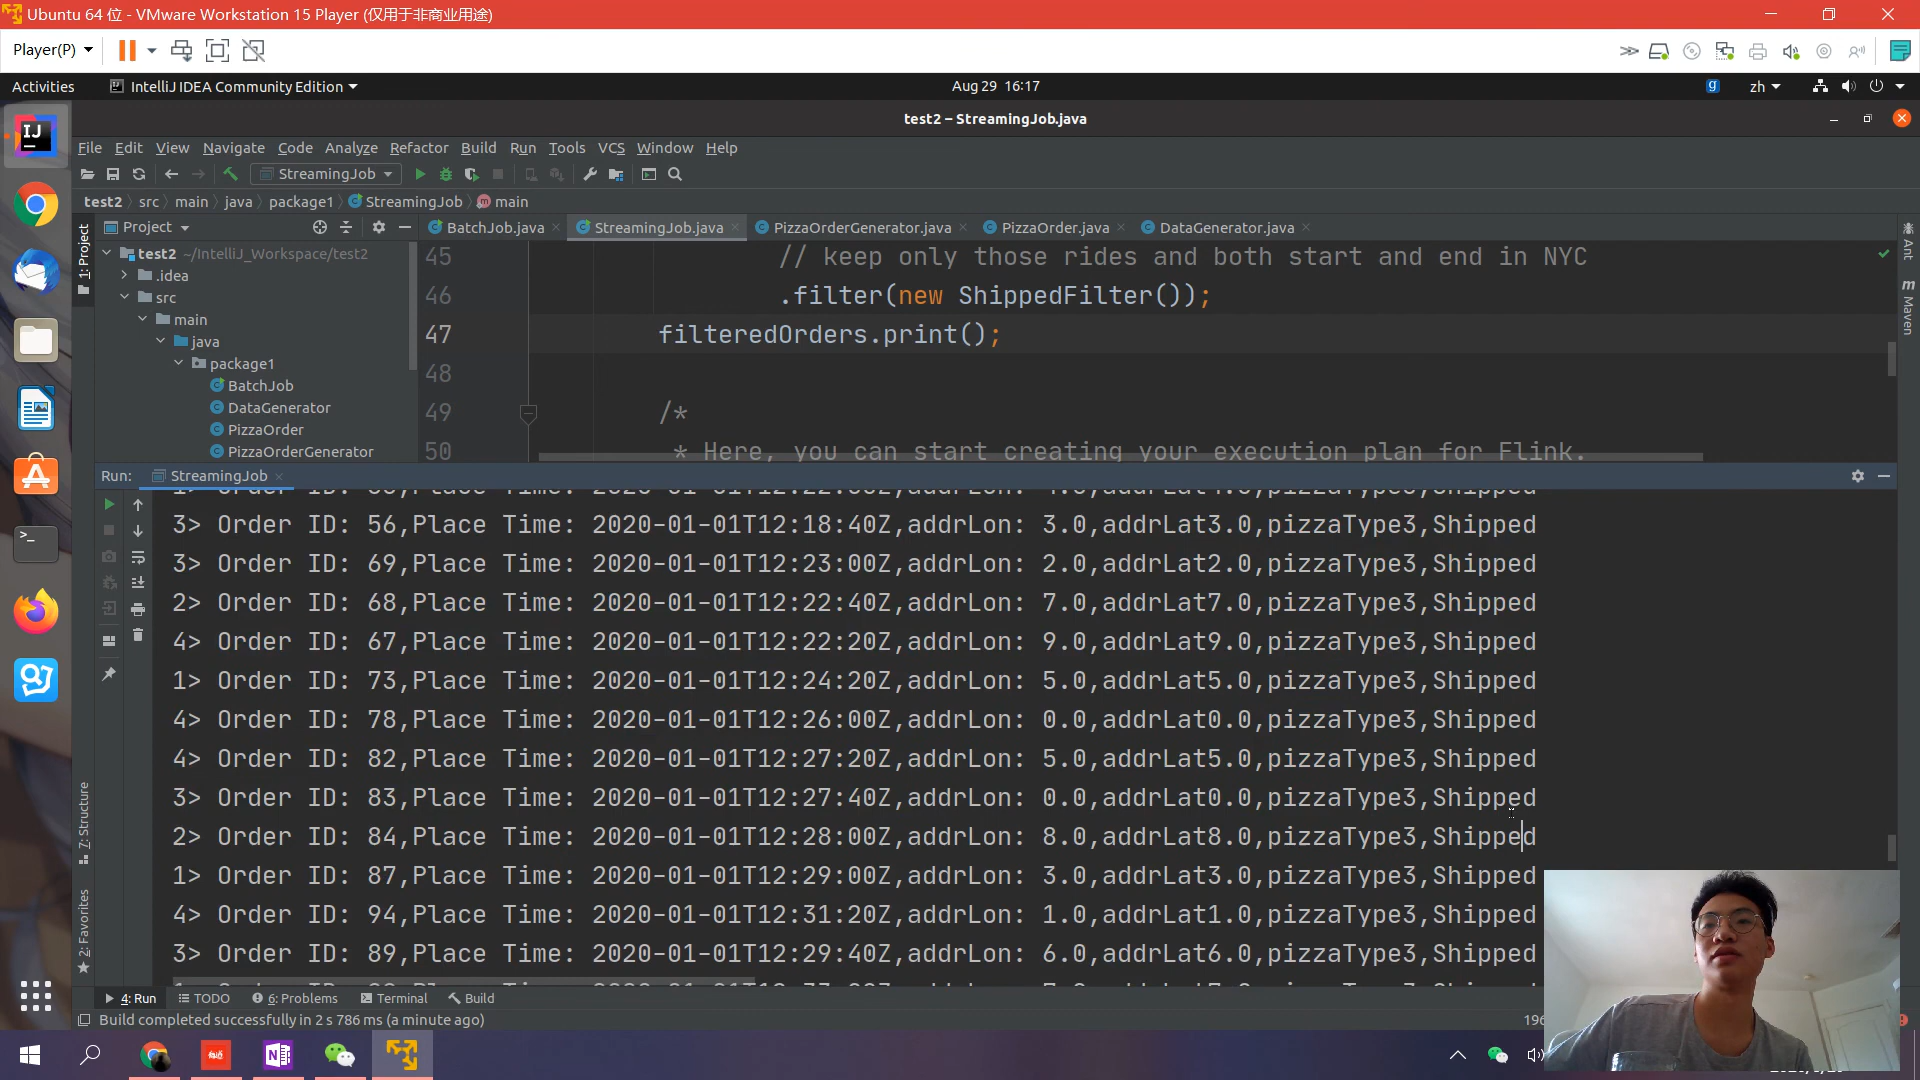 Ubuntu 64 位 - VMware Workstation 15 Player (仅用于非商业用途)
Player(P)
Activities
IntelliJ IDEA Community Edition
Aug 29 16:17
zh
test2 – StreamingJob.java
File Edit View Navigate Code Analyze Refactor Build Run Tools VCS Window Help
StreamingJob
test2 src main java package1 StreamingJob main
Project
BatchJob.java StreamingJob.java PizzaOrderGenerator.java PizzaOrder.java DataGenerator.java
1: Project
Ant
Maven
test2 ~/IntelliJ_Workspace/test2
.idea
src
main
java
package1
BatchJob
DataGenerator
PizzaOrder
PizzaOrderGenerator
45 // keep only those rides and both start and end in NYC
46 .filter(new ShippedFilter());
47 filteredOrders.print();
48
49 /*
50 * Here, you can start creating your execution plan for Flink.
Run: StreamingJob
3> Order ID: 56,Place Time: 2020-01-01T12:18:40Z,addrLon: 3.0,addrLat3.0,pizzaType3,Shipped
3> Order ID: 69,Place Time: 2020-01-01T12:23:00Z,addrLon: 2.0,addrLat2.0,pizzaType3,Shipped
2> Order ID: 68,Place Time: 2020-01-01T12:22:40Z,addrLon: 7.0,addrLat7.0,pizzaType3,Shipped
4> Order ID: 67,Place Time: 2020-01-01T12:22:20Z,addrLon: 9.0,addrLat9.0,pizzaType3,Shipped
1> Order ID: 73,Place Time: 2020-01-01T12:24:20Z,addrLon: 5.0,addrLat5.0,pizzaType3,Shipped
4> Order ID: 78,Place Time: 2020-01-01T12:26:00Z,addrLon: 0.0,addrLat0.0,pizzaType3,Shipped
4> Order ID: 82,Place Time: 2020-01-01T12:27:20Z,addrLon: 5.0,addrLat5.0,pizzaType3,Shipped
3> Order ID: 83,Place Time: 2020-01-01T12:27:40Z,addrLon: 0.0,addrLat0.0,pizzaType3,Shipped
2> Order ID: 84,Place Time: 2020-01-01T12:28:00Z,addrLon: 8.0,addrLat8.0,pizzaType3,Shipped
1> Order ID: 87,Place Time: 2020-01-01T12:29:00Z,addrLon: 3.0,addrLat3.0,pizzaType3,Shipped
4> Order ID: 94,Place Time: 2020-01-01T12:31:20Z,addrLon: 1.0,addrLat1.0,pizzaType3,Shipped
3> Order ID: 89,Place Time: 2020-01-01T12:29:40Z,addrLon: 6.0,addrLat6.0,pizzaType3,Shipped
7: Structure
2: Favorites
4: Run TODO 6: Problems Terminal Build
Build completed successfully in 2 s 786 ms (a minute ago)
196